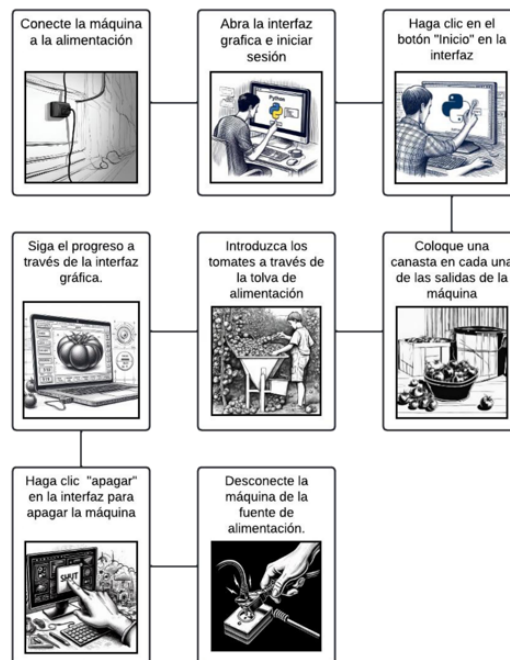 Conecte la máquina
a la alimentación
Abra la interfaz
grafica e iniciar
sesión
Python
Haga clic en el
botón "Inicio" en la
interfaz
Coloque una
canasta en cada una
de las salidas de la
máquina
Introduzca los
tomates a través de
la tolva de
alimentación
Siga el progreso a
través de la interfaz
gráfica.
Haga clic "apagar"
en la interfaz para
apagar la máquina
SHUT
Desconecte la
máquina de la
fuente de
alimentación.